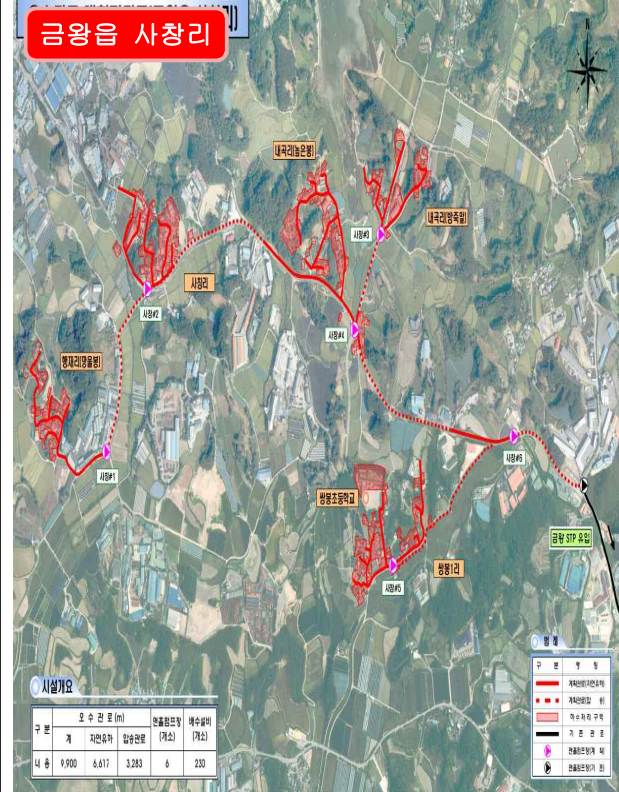 금왕읍 사창리
N
내곡리(높은봉)
내곡리(방죽말)
사창#3
사창리
사창#2
사창#4
행재리(망울봉)
사창#1
사창#6
쌍봉초등학교
금왕 STP 유입
쌍봉1리
사창#5
범 례
구 분 명 칭
계획관로(자연유하)
계획관로(압 송)
하수처리 구역
기 존 관 로
맨홀펌프장(계 획)
맨홀펌프장(기 존)
시설개요
구 분 오 수 관 로 (m) 맨홀펌프장 (개소) 배수설비 (개소)
계 자연유하 압송관로
내 용 9,900 6,617 3,283 6 230